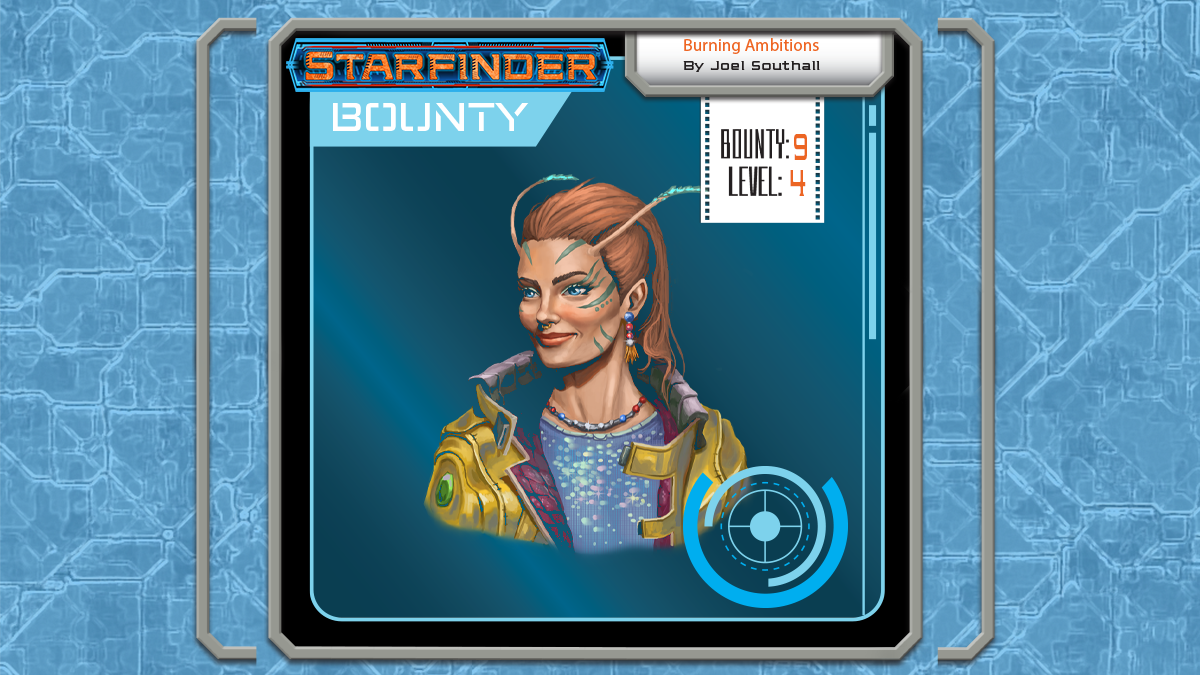 STARFINDER
Burning Ambitions
By Joel Southall
BOUNTY
BOUNTY: 9
LEVEL: 4